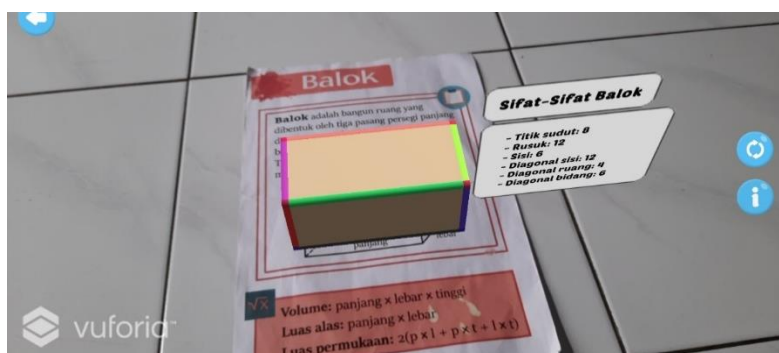 Balok
Balok adalah bangun ruang yang
dibentuk oleh tiga pasang persegi panjang
panjang
lebar
Volume: panjang x lebar x tinggi
Luas alas: panjang x lebar
Luas permukaan: 2(p x l + p x t + l x t)
Sifat-Sifat Balok
- Titik sudut: 8
- Rusuk: 12
- Sisi: 6
- Diagonal sisi: 12
- Diagonal ruang: 4
- Diagonal bidang: 6
√x
i
vuforia™